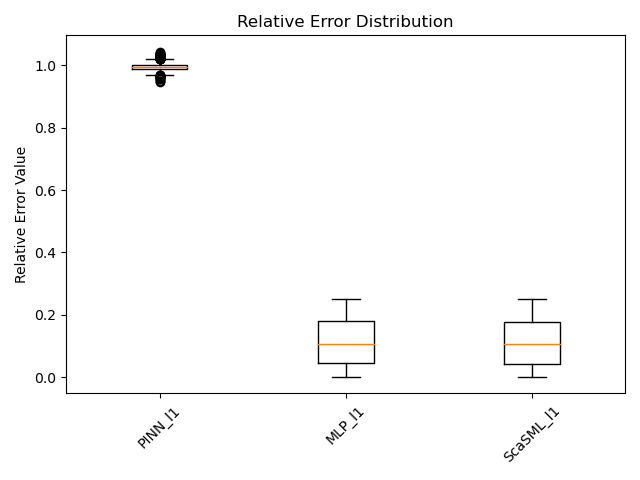 Relative Error Distribution
Relative Error Value
1.0
0.8
0.6
0.4
0.2
0.0
PINN_l1
MLP_l1
ScaSML_l1